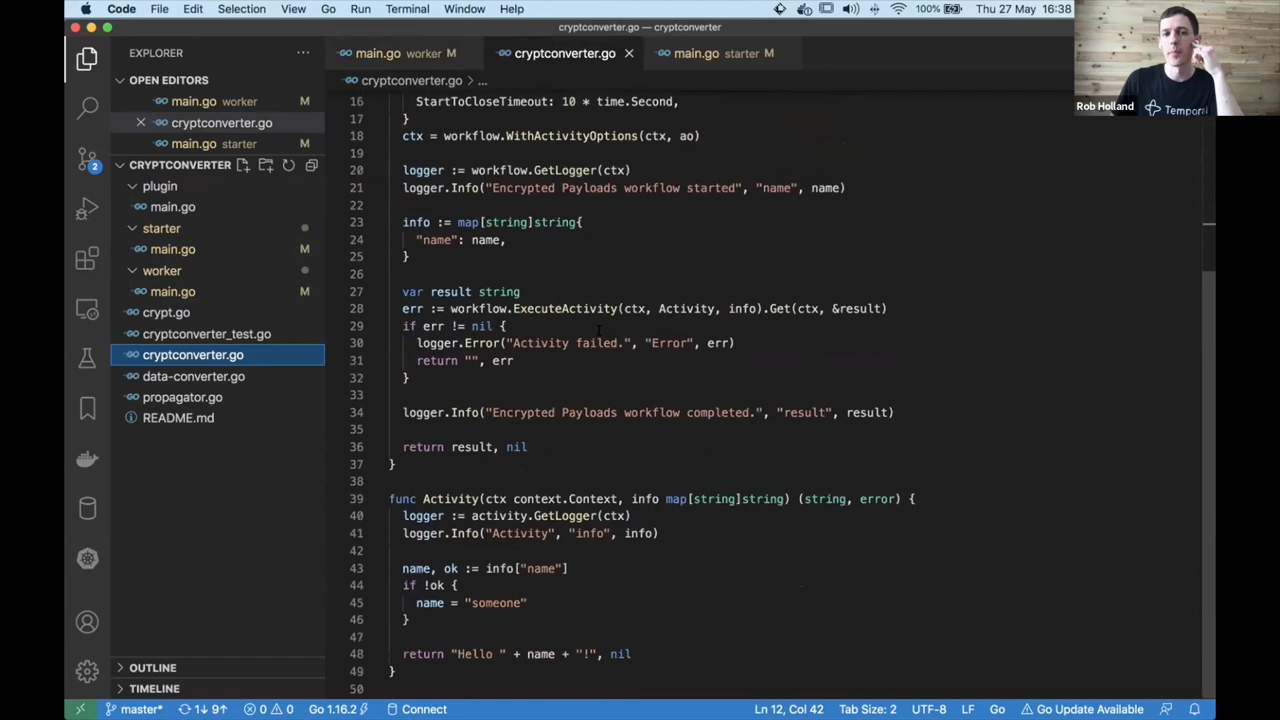 Code File Edit Selection View Go Run Terminal Window Help 100% Thu 27 May 16:38
cryptconverter.go — cryptconverter
EXPLORER
main.go worker M
cryptconverter.go
main.go starter M
OPEN EDITORS
main.go worker M
cryptconverter.go
main.go starter M
CRYPTCONVERTER
plugin
main.go
starter
main.go M
worker
main.go M
crypt.go
cryptconverter_test.go
cryptconverter.go
data-converter.go
propagator.go
README.md
OUTLINE
TIMELINE
2
cryptconverter.go > ...
16 StartToCloseTimeout: 10 * time.Second,
17 }
18 ctx = workflow.WithActivityOptions(ctx, ao)
19
20 logger := workflow.GetLogger(ctx)
21 logger.Info("Encrypted Payloads workflow started", "name", name)
22
23 info := map[string]string{
24 "name": name,
25 }
26
27 var result string
28 err := workflow.ExecuteActivity(ctx, Activity, info).Get(ctx, &result)
29 if err != nil {
30 logger.Error("Activity failed.", "Error", err)
31 return "", err
32 }
33
34 logger.Info("Encrypted Payloads workflow completed.", "result", result)
35
36 return result, nil
37 }
38
39 func Activity(ctx context.Context, info map[string]string) (string, error) {
40 logger := activity.GetLogger(ctx)
41 logger.Info("Activity", "info", info)
42
43 name, ok := info["name"]
44 if !ok {
45 name = "someone"
46 }
47
48 return "Hello " + name + "!", nil
49 }
50
Rob Holland
Temporal
master* 1↓ 9↑ 0 0 Go 1.16.2 Connect Ln 12, Col 42 Tab Size: 2 UTF-8 LF Go Go Update Available